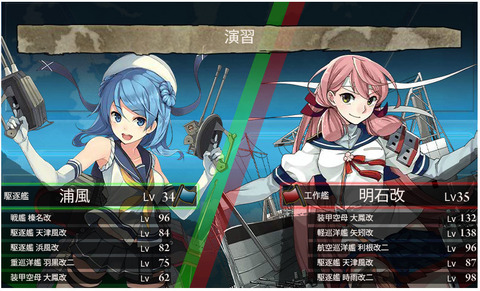 演習
駆逐艦 浦風 Lv 34
戦艦 榛名改 Lv 96
駆逐艦 天津風改 Lv 84
駆逐艦 浜風改 Lv 82
重巡洋艦 羽黒改二 Lv 75
装甲空母 大鳳改 Lv 62
工作艦 明石改 Lv35
装甲空母 大鳳改 Lv 132
軽巡洋艦 矢矧改 Lv 138
航空巡洋艦 利根改二 Lv 96
駆逐艦 天津風改 Lv 87
駆逐艦 時雨改二 Lv 98